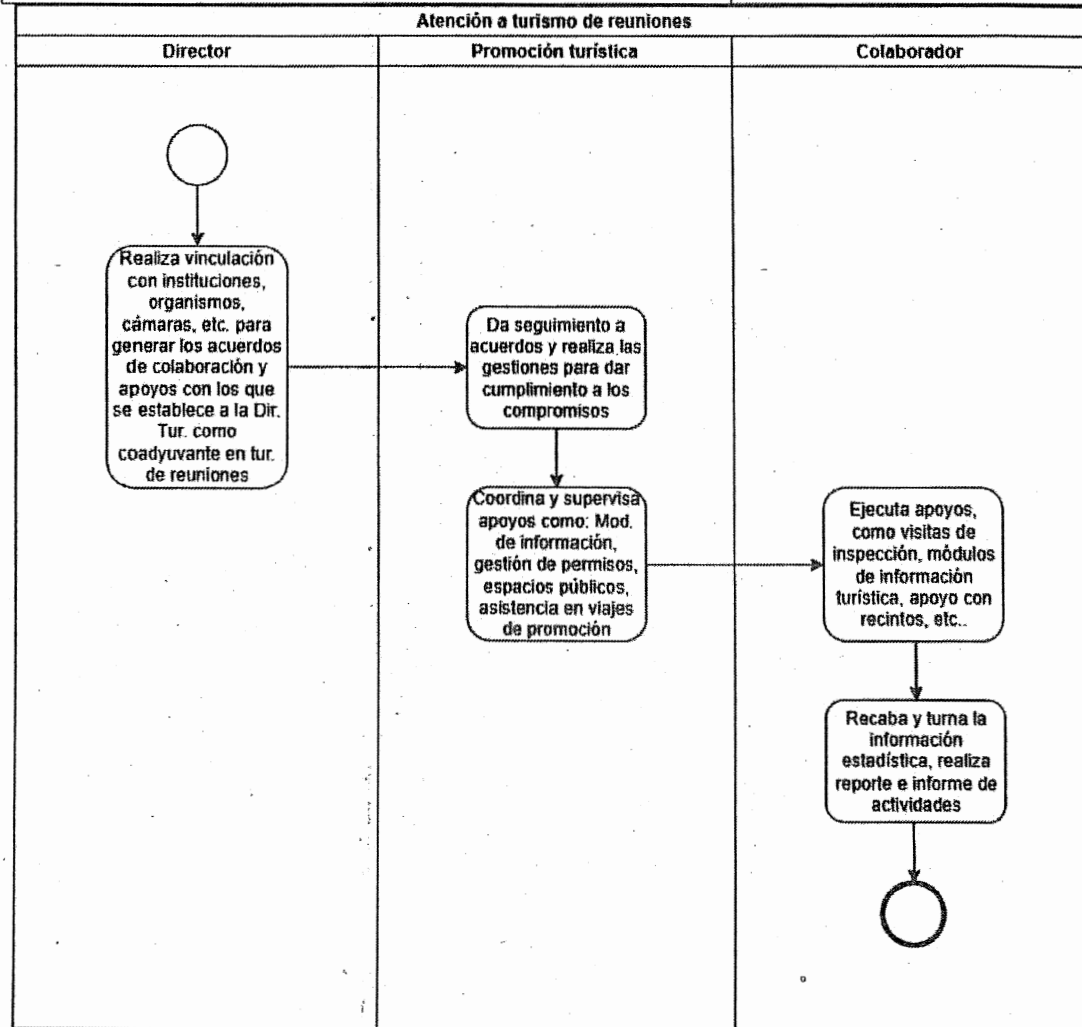 Atención a turismo de reuniones
Director
Promoción turística
Colaborador
Realiza vinculación
con instituciones,
organismos,
cámaras, etc. para
generar los acuerdos
de colaboración y
apoyos con los que
se establece a la Dir.
Tur. como
coadyuvante en tur.
de reuniones
Da seguimiento a
acuerdos y realiza las
gestiones para dar
cumplimiento a los
compromisos
Coordina y supervisa
apoyos como: Mod.
de información,
gestión de permisos,
espacios públicos,
asistencia en viajes
de promoción
Ejecuta apoyos,
como visitas de
inspección, módulos
de información
turística, apoyo con
recintos, etc..
Recaba y turna la
información
estadística, realiza
reporte e informe de
actividades